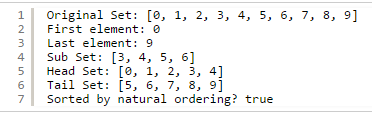 1 Original Set: [0, 1, 2, 3, 4, 5, 6, 7, 8, 9]
2 First element: 0
3 Last element: 9
4 Sub Set: [3, 4, 5, 6]
5 Head Set: [0, 1, 2, 3, 4]
6 Tail Set: [5, 6, 7, 8, 9]
7 Sorted by natural ordering? true